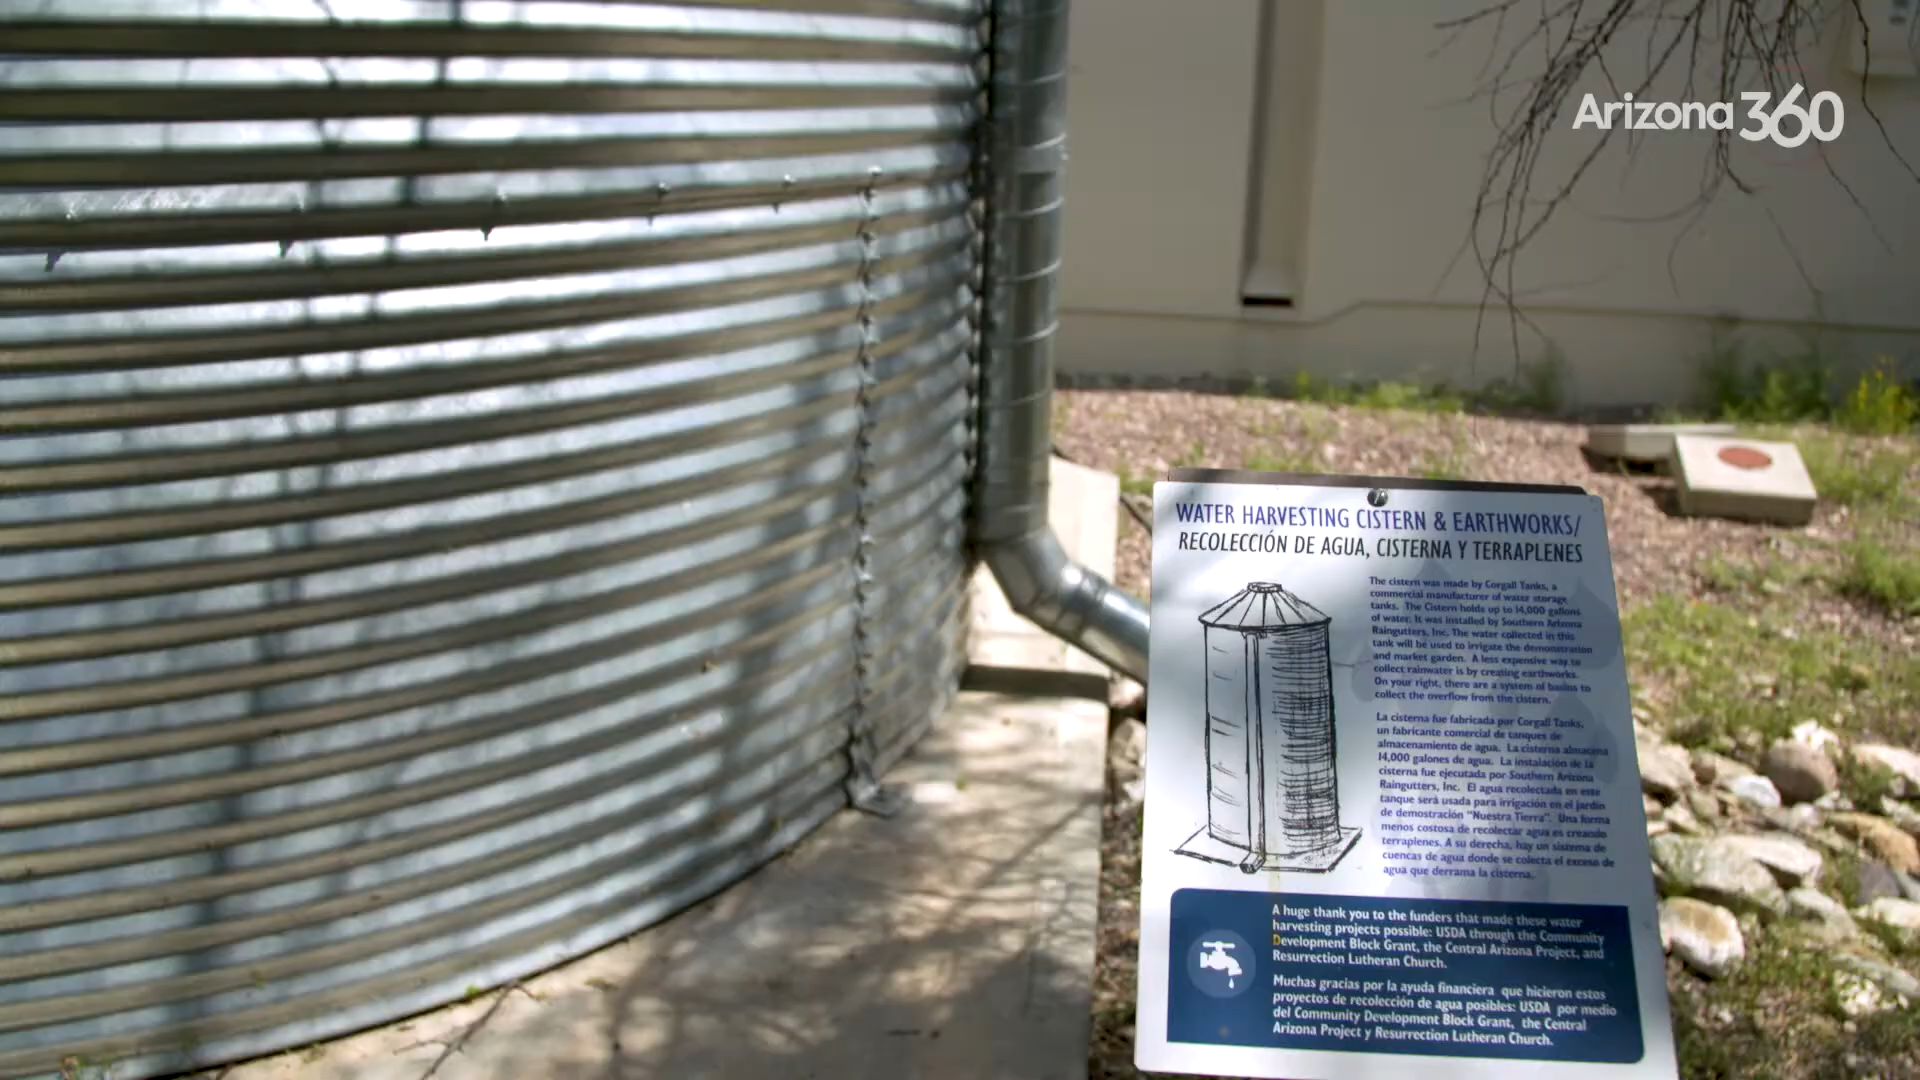 Arizona 360
WATER HARVESTING CISTERN & EARTHWORKS/
RECOLECCIÓN DE AGUA, CISTERNA Y TERRAPLENES
The cistern was made by Corgall Tanks, a
commercial manufacturer of water storage
tanks. The Cistern holds up to 14,000 gallons
of water. It was installed by Southern Arizona
Raingutters, Inc. The water collected in this
tank will be used to irrigate the demonstration
and market garden. A less expensive way to
collect rainwater is by creating earthworks.
On your right, there are a system of basins to
collect the overflow from the cistern.
La cisterna fue fabricada por Corgall Tanks,
un fabricante comercial de tanques de
almacenamiento de agua. La cisterna almacena
14,000 galones de agua. La instalación de la
cisterna fue ejecutada por Southern Arizona
Raingutters, Inc. El agua recolectada en este
tanque será usada para irrigación en el jardín
de demostración "Nuestra Tierra". Una forma
menos costosa de recolectar agua es creando
terraplenes. A su derecha, hay un sistema de
cuencas de agua donde se colecta el exceso de
agua que derrama la cisterna.
A huge thank you to the funders that made these water
harvesting projects possible: USDA through the Community
Development Block Grant, the Central Arizona Project, and
Resurrection Lutheran Church.
Muchas gracias por la ayuda financiera que hicieron estos
proyectos de recolección de agua posibles: USDA por medio
del Community Development Block Grant, the Central
Arizona Project y Resurrection Lutheran Church.